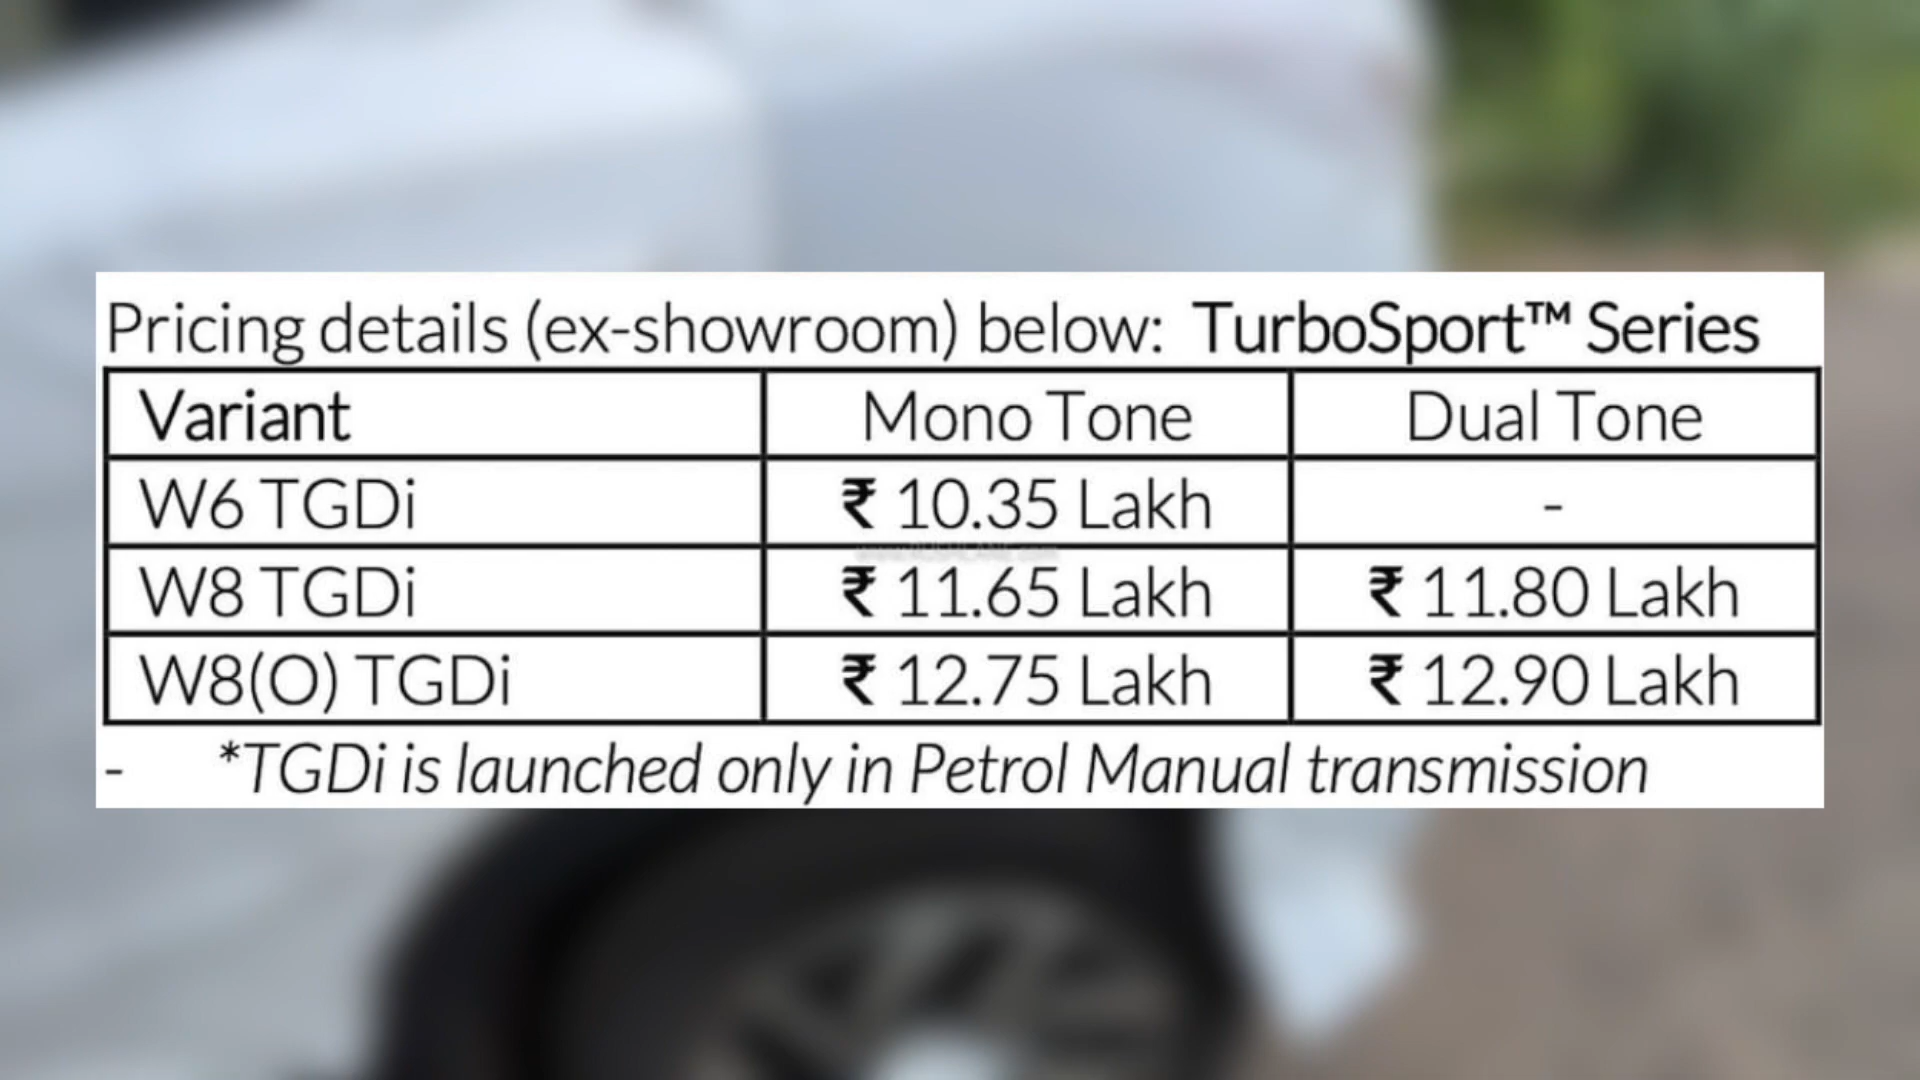 Pricing details (ex-showroom) below: TurboSport™ Series
Variant Mono Tone Dual Tone
W6 TGDi ₹ 10.35 Lakh -
W8 TGDi ₹ 11.65 Lakh ₹ 11.80 Lakh
W8(O) TGDi ₹ 12.75 Lakh ₹ 12.90 Lakh
- *TGDi is launched only in Petrol Manual transmission